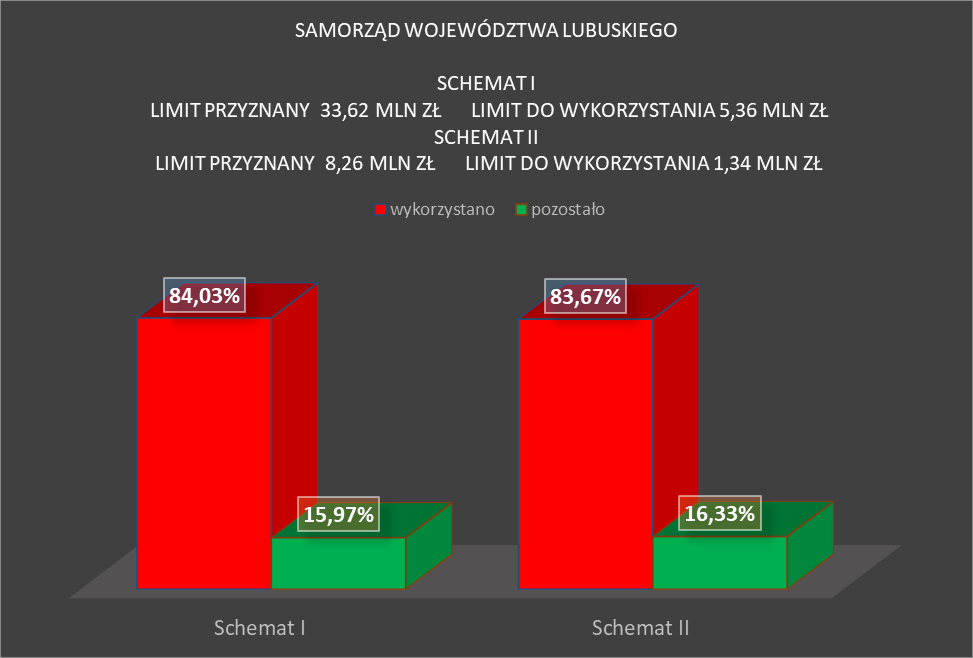 SAMORZĄD WOJEWÓDZTWA LUBUSKIEGO
SCHEMAT I
LIMIT PRZYZNANY 33,62 MLN ZŁ LIMIT DO WYKORZYSTANIA 5,36 MLN ZŁ
SCHEMAT II
LIMIT PRZYZNANY 8,26 MLN ZŁ LIMIT DO WYKORZYSTANIA 1,34 MLN ZŁ
wykorzystano pozostało
84,03% 83,67%
15,97% 16,33%
Schemat I Schemat II